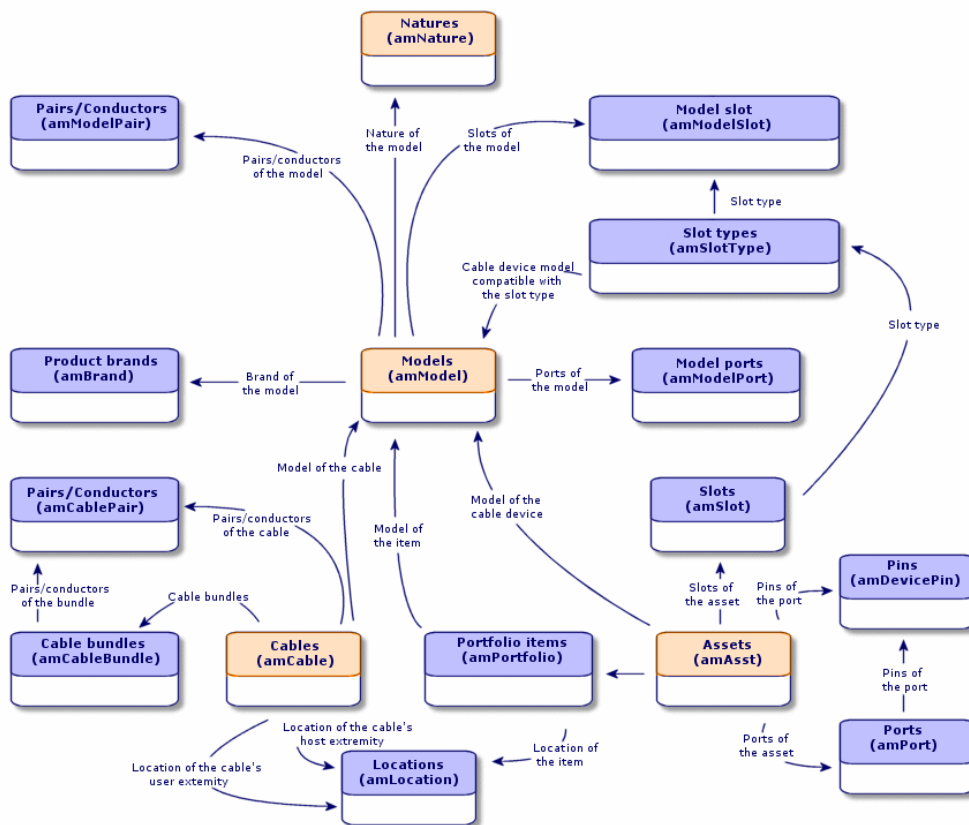 Natures
(amNature)
Pairs/Conductors
(amModelPair)
Model slot
(amModelSlot)
Nature of
the model
Slots of
the model
Pairs/conductors
of the model
Slot type
Slot types
(amSlotType)
Cable device model
compatible with
the slot type
Slot type
Product brands
(amBrand)
Brand of
the model
Models
(amModel)
Ports of
the model
Model ports
(amModelPort)
Model of the cable
Pairs/Conductors
(amCablePair)
Pairs/conductors
of the cable
Model of
the item
Model of the
cable device
Slots
(amSlot)
Pins
(amDevicePin)
Pairs/conductors
of the bundle
Cable bundles
Slots of
the asset
Pins of
the port
Cable bundles
(amCableBundle)
Cables
(amCable)
Portfolio items
(amPortfolio)
Assets
(amAsst)
Pins of
the port
Location of the cable's
host extremity
Location of the cable's
user extemity
Locations
(amLocation)
Location of
the item
Ports of
the asset
Ports
(amPort)